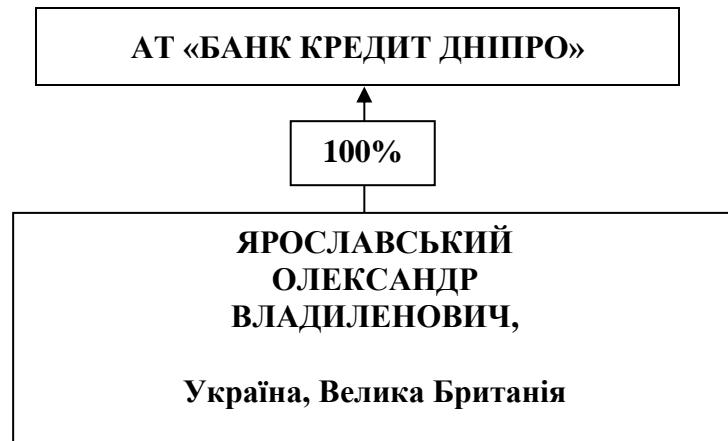 АТ «БАНК КРЕДИТ ДНІПРО»
100%
ЯРОСЛАВСЬКИЙ
ОЛЕКСАНДР
ВЛАДИЛЕНОВИЧ,
Україна, Велика Британія